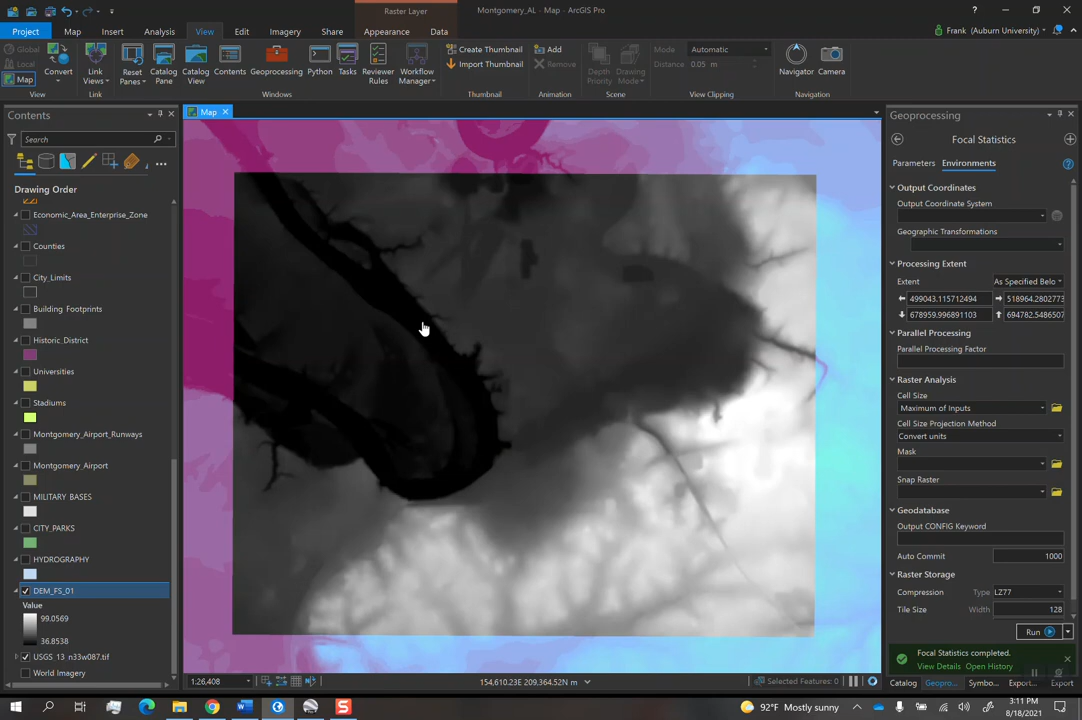 Raster Layer
Montgomery_AL - ArcGIS Pro
?
Project Map Insert Analysis View Edit Imagery Share Appearance Data
Frank (Auburn University)
Global
Local
Map
Convert
Link Views
Reset Panes
Catalog Pane
Catalog View
Contents
Geoprocessing
Python
Tasks
Reviewer Rules
Workflow Manager
Create Thumbnail
Import Thumbnail
Add
Remove
Depth Priority
Drawing Mode
Mode Automatic
Distance 0.05 m
Navigator
Camera
View Link Windows Thumbnail Animation Scene View Clipping Navigation
Contents
Search
Drawing Order
Economic_Area_Enterprise_Zone
Counties
City_Limits
Building Footprints
Historic_District
Universities
Stadiums
Montgomery_Airport_Runways
Montgomery_Airport
MILITARY BASES
CITY_PARKS
HYDROGRAPHY
DEM_FS_01
Value
99.0569
36.8538
USGS 13 n33w087.tif
World Imagery
Map
1:26,408
154,610.23E 209,364.52N m
Selected Features: 0
Geoprocessing
Focal Statistics
Parameters Environments
Output Coordinates
Output Coordinate System
Geographic Transformations
Processing Extent
Extent As Specified Belo
499043.115712494 518964.2802773
678959.996891103 694782.5486507
Parallel Processing
Parallel Processing Factor
Raster Analysis
Cell Size
Maximum of Inputs
Cell Size Projection Method
Convert units
Mask
Snap Raster
Geodatabase
Output CONFIG Keyword
Auto Commit 1000
Raster Storage
Compression Type LZ77
Tile Size Width 128
Run
Focal Statistics completed.
View Details Open History
Catalog Geopro... Symbo... Export... Export
92°F Mostly sunny
3:11 PM
8/18/2021